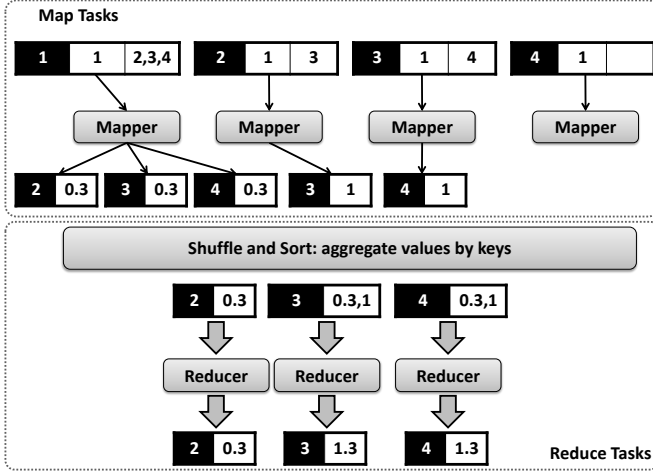 Map Tasks
1 1 2,3,4 2 1 3 3 1 4 4 1
Mapper Mapper Mapper Mapper
2 0.3 3 0.3 4 0.3 3 1 4 1
Shuffle and Sort: aggregate values by keys
2 0.3 3 0.3,1 4 0.3,1
Reducer Reducer Reducer
2 0.3 3 1.3 4 1.3
Reduce Tasks